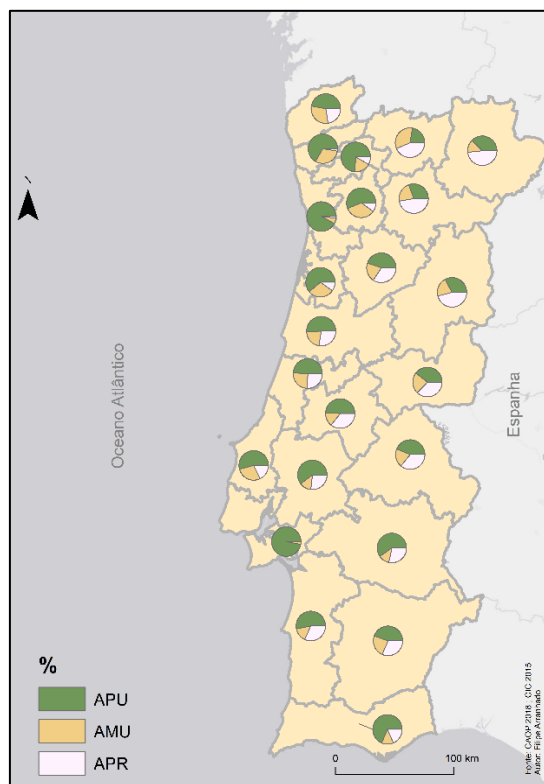 Oceano Atlântico
Espanha
%
APU
AMU
APR
0 100 km
Fonte: CAOP 2018 ; CIC 2015
Autor: Filipe Arranhado